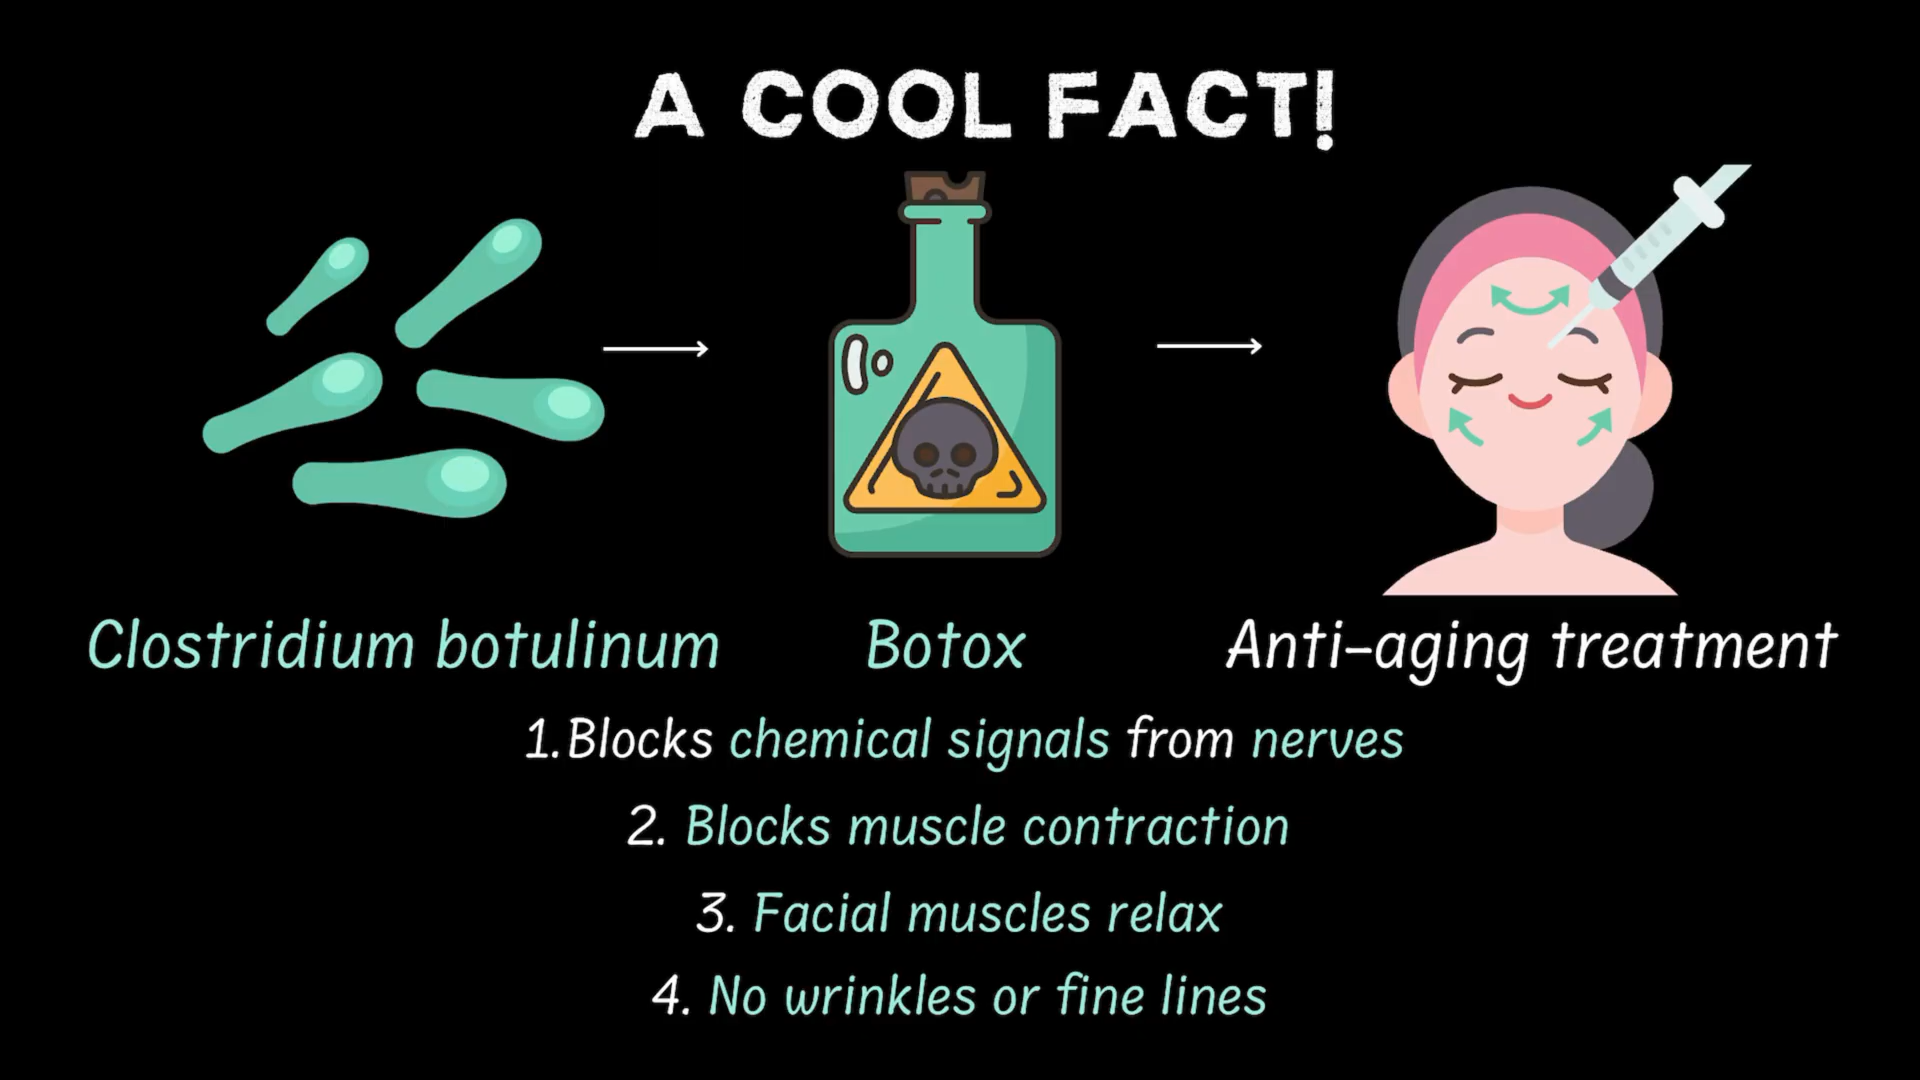 A COOL FACT!
Clostridium botulinum
Botox
Anti-aging treatment
1.Blocks chemical signals from nerves
2. Blocks muscle contraction
3. Facial muscles relax
4. No wrinkles or fine lines